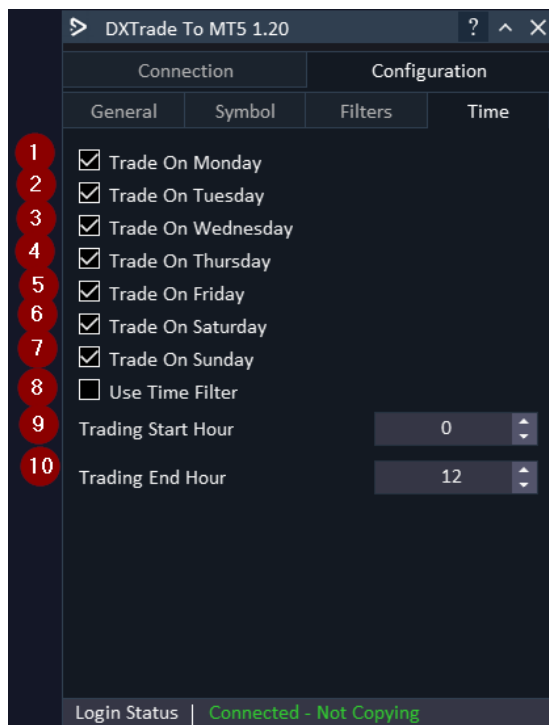 DXTrade To MT5 1.20 ?
Connection Configuration
General Symbol Filters Time
1 Trade On Monday
2 Trade On Tuesday
3 Trade On Wednesday
4 Trade On Thursday
5 Trade On Friday
6 Trade On Saturday
7 Trade On Sunday
8 Use Time Filter
9 Trading Start Hour 0
10 Trading End Hour 12
Login Status | Connected - Not Copying